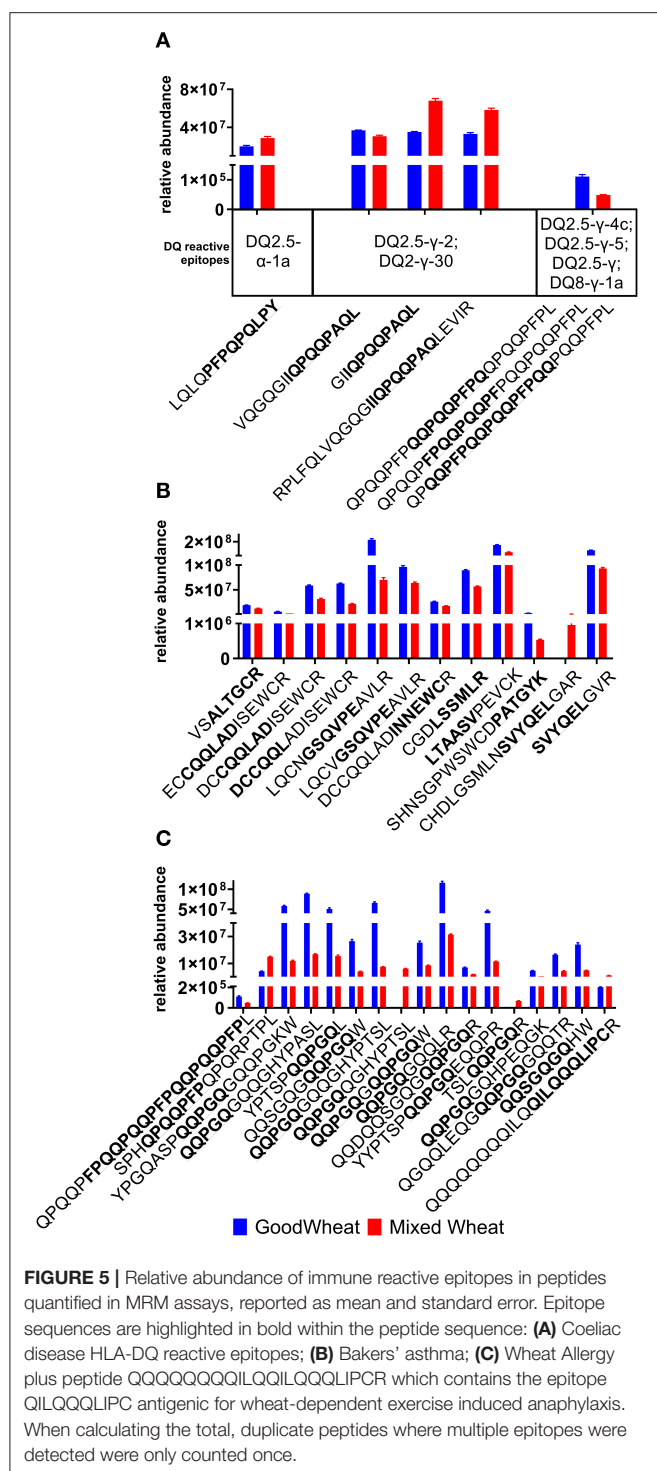 A
8×10⁷
4×10⁷
1×10⁵
0
relative abundance
DQ reactive epitopes
DQ2.5-α-1a
DQ2.5-γ-2; DQ2-γ-30
DQ2.5-γ-4c; DQ2.5-γ-5; DQ2.5-γ; DQ8-γ-1a
LQLQPFPQPQLPY
VQGQGIIQPQQPAQL
GIIQPQQPAQL
RPLFQLVQGQGIIQPQQPAQLEVIR
QPQQPFPQQPQQPFPQQPQQPFPL
QPQQPFPQQPQQPFPQQPQQPFPL
QPQQPFPQQPQQPFPQQPQQPFPL
B
2×10⁸
1×10⁸
5×10⁷
1×10⁶
0
relative abundance
VSALTGCR
ECCQQLADISEWCR
DCCQQLADISEWCR
DCCQQLADISEWCR
LQCNGSQVPEAVLR
LQCVGSQVPEAVLR
DCCQQLADINNEWCR
CGDLSSMLR
LTAASVPEVCK
SHNSGPWSWCDPATGYK
CHDLGSMLNSVYQELGAR
SVYQELGVR
C
1×10⁸
5×10⁷
3×10⁷
1×10⁷
2×10⁵
0
relative abundance
QPQQPFPQQPQQPFPQQPQQPFPL
SPHQPQQPFPQPQRPTPL
YPGQASPQQPGQGQQPGKW
QQPGQGQQGHYPASL
YPTSPQQPGQL
QQSGQGQQPGQW
QQPGQGQQGHYPTSL
QQPGQQGHYPTSL
QQPGQGQQPGQW
QQPGQGQQLR
QQDQQSGQGQQPGQR
YYPTSPQQPGQEQQPR
TSLQQPGQR
QQPGQGQHPEQGK
QGQQLEQGQQPGQGQQTR
QQSGQGQHW
QQQQQQQQILQQILQQQLIPCR
GoodWheat
Mixed Wheat
FIGURE 5 | Relative abundance of immune reactive epitopes in peptides
quantified in MRM assays, reported as mean and standard error. Epitope
sequences are highlighted in bold within the peptide sequence: (A) Coeliac
disease HLA-DQ reactive epitopes; (B) Bakers' asthma; (C) Wheat Allergy
plus peptide QQQQQQQQILQQILQQQLIPCR which contains the epitope
QILQQQLIPC antigenic for wheat-dependent exercise induced anaphylaxis.
When calculating the total, duplicate peptides where multiple epitopes were
detected were only counted once.